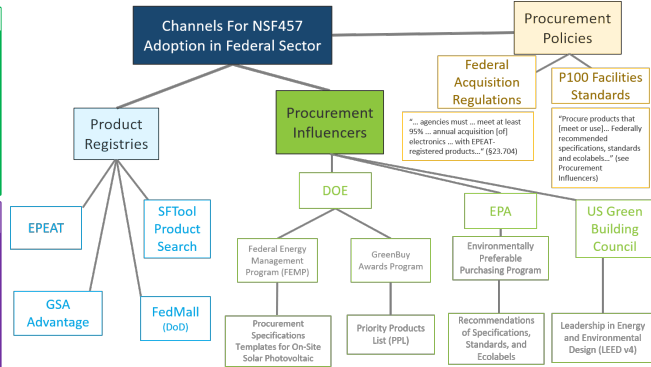 Channels For NSF457
Adoption in Federal Sector
Procurement
Policies
Federal
Acquisition
Regulations
P100 Facilities
Standards
"... agencies must ... meet at least
95% ... annual acquisition [of]
electronics ... with EPEAT-
registered products..." (§23.704)
"Procure products that
[meet or use]... Federally
recommended
specifications, standards
and ecolabels..." (see
Procurement
Influencers)
Product
Registries
Procurement
Influencers
EPEAT
SFTool
Product
Search
GSA
Advantage
FedMall
(DoD)
DOE
EPA
US Green
Building
Council
Federal Energy
Management
Program (FEMP)
GreenBuy
Awards Program
Environmentally
Preferable
Purchasing Program
Procurement
Specifications
Templates for On-Site
Solar Photovoltaic
Priority Products
List (PPL)
Recommendations
of Specifications,
Standards, and
Ecolabels
Leadership in Energy
and Environmental
Design (LEED v4)